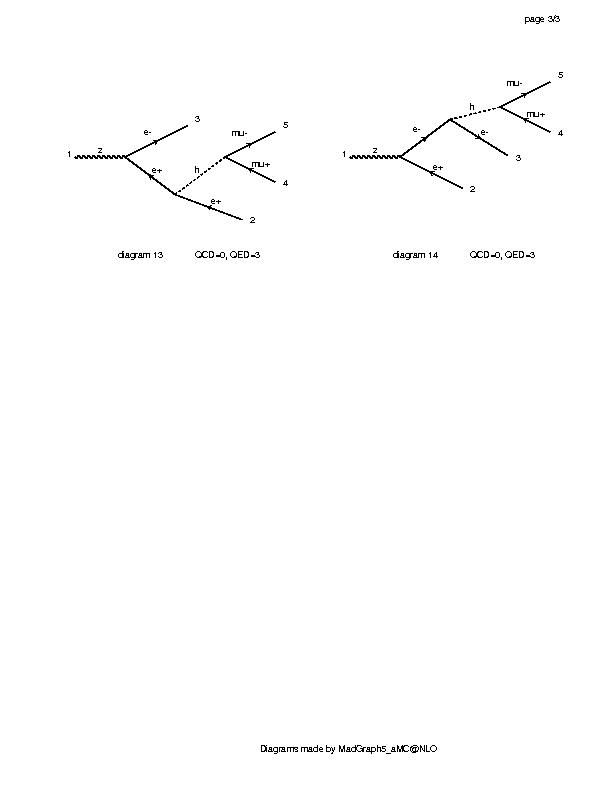 page 3/3
1
z
e-
3
e+
h
mu-
5
mu+
4
e+
2
diagram 13 QCD=0, QED=3
1
z
e-
h
mu-
5
mu+
4
e-
3
e+
2
diagram 14 QCD=0, QED=3
Diagrams made by MadGraph5_aMC@NLO